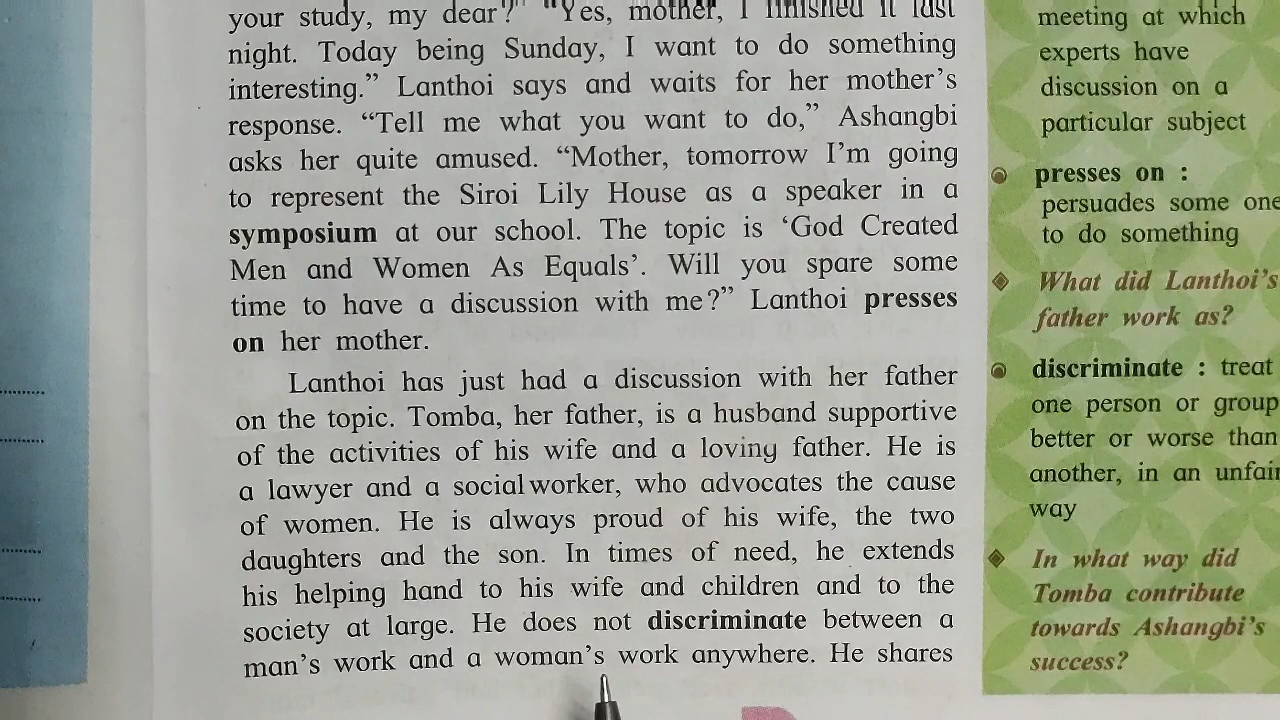 your study, my dear?" "Yes, mother, I finished it last
night. Today being Sunday, I want to do something
interesting." Lanthoi says and waits for her mother's
response. "Tell me what you want to do," Ashangbi
asks her quite amused. "Mother, tomorrow I'm going
to represent the Siroi Lily House as a speaker in a
symposium at our school. The topic is 'God Created
Men and Women As Equals'. Will you spare some
time to have a discussion with me?" Lanthoi presses
on her mother.
Lanthoi has just had a discussion with her father
on the topic. Tomba, her father, is a husband supportive
of the activities of his wife and a loving father. He is
a lawyer and a social worker, who advocates the cause
of women. He is always proud of his wife, the two
daughters and the son. In times of need, he extends
his helping hand to his wife and children and to the
society at large. He does not discriminate between a
man's work and a woman's work anywhere. He shares
meeting at which
experts have
discussion on a
particular subject
presses on :
persuades some one
to do something
What did Lanthoi's
father work as?
discriminate : treat
one person or group
better or worse than
another, in an unfair
way
In what way did
Tomba contribute
towards Ashangbi's
success?